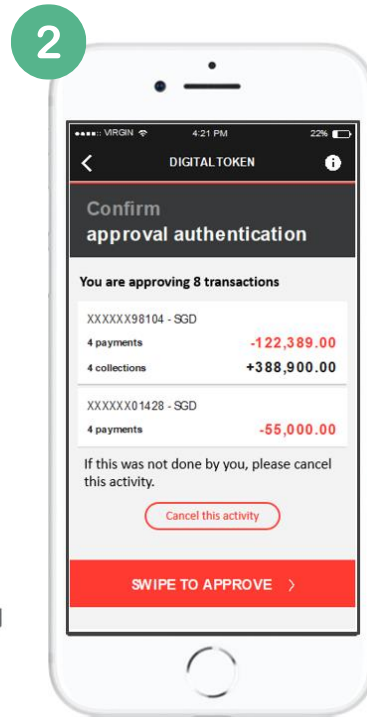 2
VIRGIN 4:21 PM 22%
DIGITAL TOKEN
Confirm
approval authentication
You are approving 8 transactions
XXXXXX98104 - SGD
4 payments -122,389.00
4 collections +388,900.00
XXXXXX01428 - SGD
4 payments -55,000.00
If this was not done by you, please cancel
this activity.
Cancel this activity
SWIPE TO APPROVE >